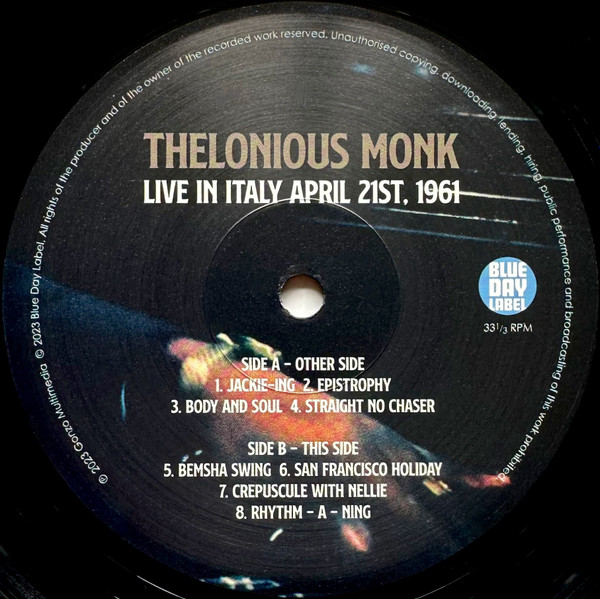 © 2023 Gonzo Multimedia © 2023 Blue Day Label. All rights of the producer and of the owner of the recorded work reserved. Unauthorised copying, downloading, lending, hiring, public performance and broadcasting of this work prohibited
THELONIOUS MONK
LIVE IN ITALY APRIL 21ST, 1961
BLUE
DAY
LABEL
33 1/3 RPM
SIDE A – OTHER SIDE
1. JACKIE-ING 2. EPISTROPHY
3. BODY AND SOUL 4. STRAIGHT NO CHASER
SIDE B – THIS SIDE
5. BEMSHA SWING 6. SAN FRANCISCO HOLIDAY
7. CREPUSCULE WITH NELLIE
8. RHYTHM – A – NING